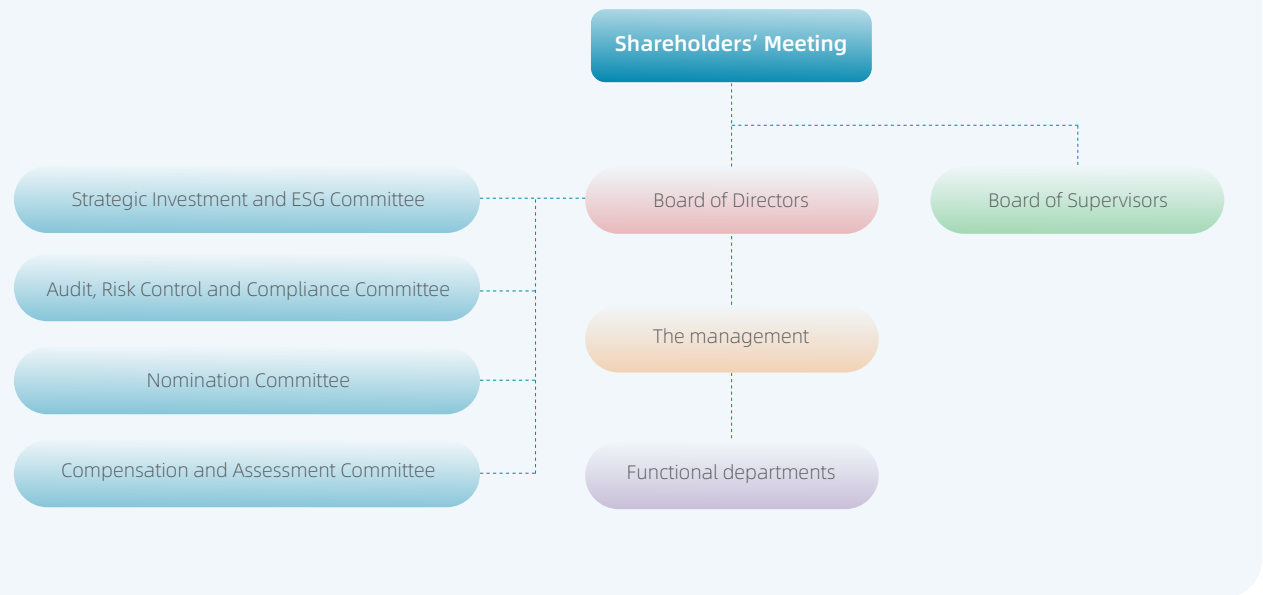 Shareholders’ Meeting
Strategic Investment and ESG Committee
Board of Directors
Board of Supervisors
Audit, Risk Control and Compliance Committee
The management
Nomination Committee
Compensation and Assessment Committee
Functional departments